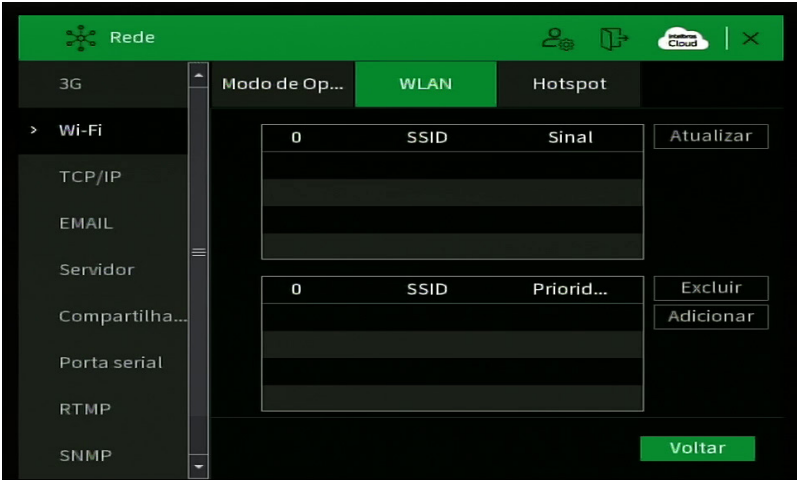 Rede
intelbras
Cloud
3G
Modo de Op...
WLAN
Hotspot
> Wi-Fi
0 SSID Sinal
Atualizar
TCP/IP
EMAIL
Servidor
0 SSID Priorid...
Excluir
Compartilha...
Adicionar
Porta serial
RTMP
Voltar
SNMP